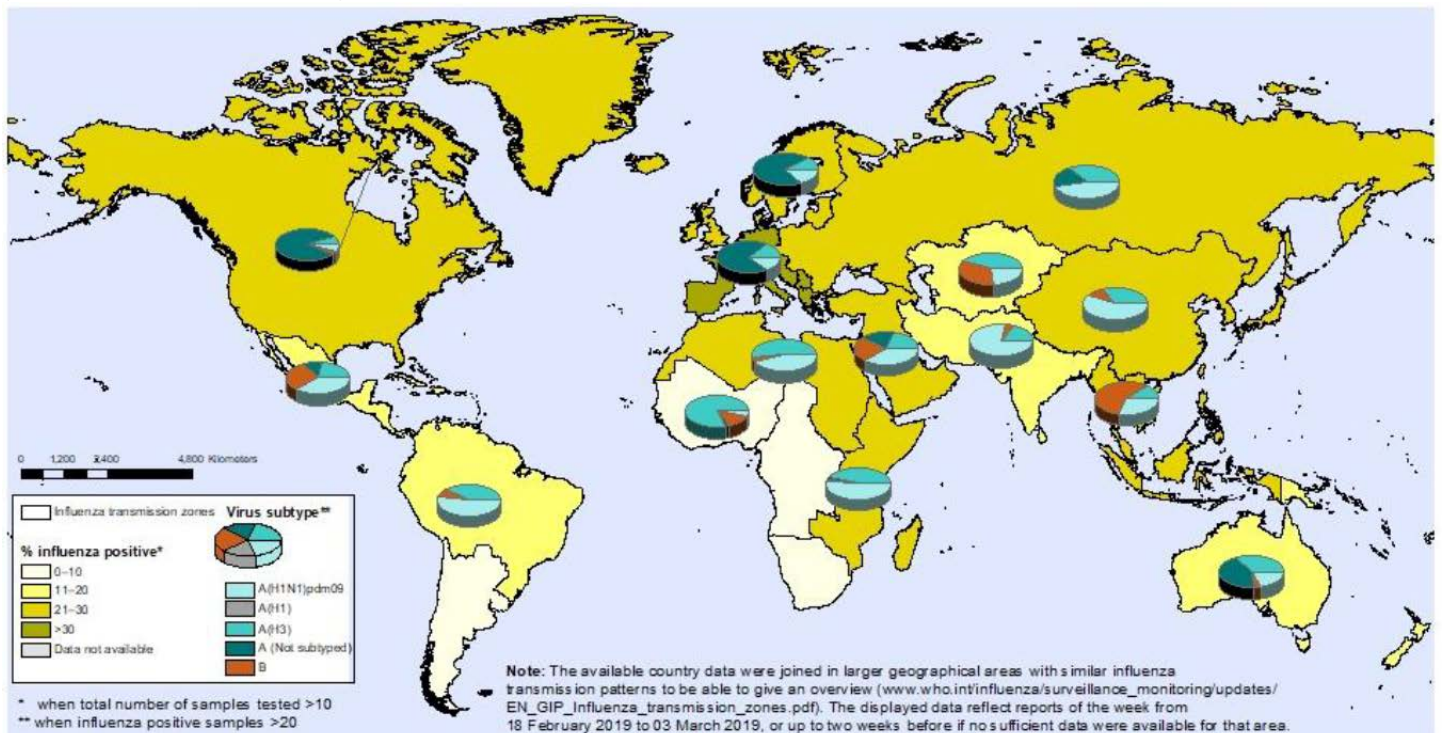 0 1,200 2,400 4,800 Kilometers
Influenza transmission zones
Virus subtype**
% influenza positive*
0–10
11–20
21–30
>30
Data not available
A(H1N1)pdm09
A(H1)
A(H3)
A (Not subtyped)
B
* when total number of samples tested >10
** when influenza positive samples >20
Note: The available country data were joined in larger geographical areas with similar influenza
transmission patterns to be able to give an overview (www.who.int/influenza/surveillance_monitoring/updates/
EN_GIP_Influenza_transmission_zones.pdf). The displayed data reflect reports of the week from
18 February 2019 to 03 March 2019, or up to two weeks before if no sufficient data were available for that area.